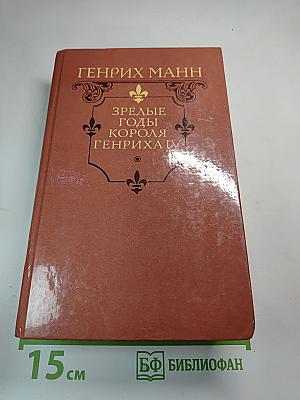 ГЕНРИХ МАНН
ЗРЕЛЫЕ
ГОДЫ
КОРОЛЯ
ГЕНРИХА IV
15 см
БФ БИБЛИОФАН